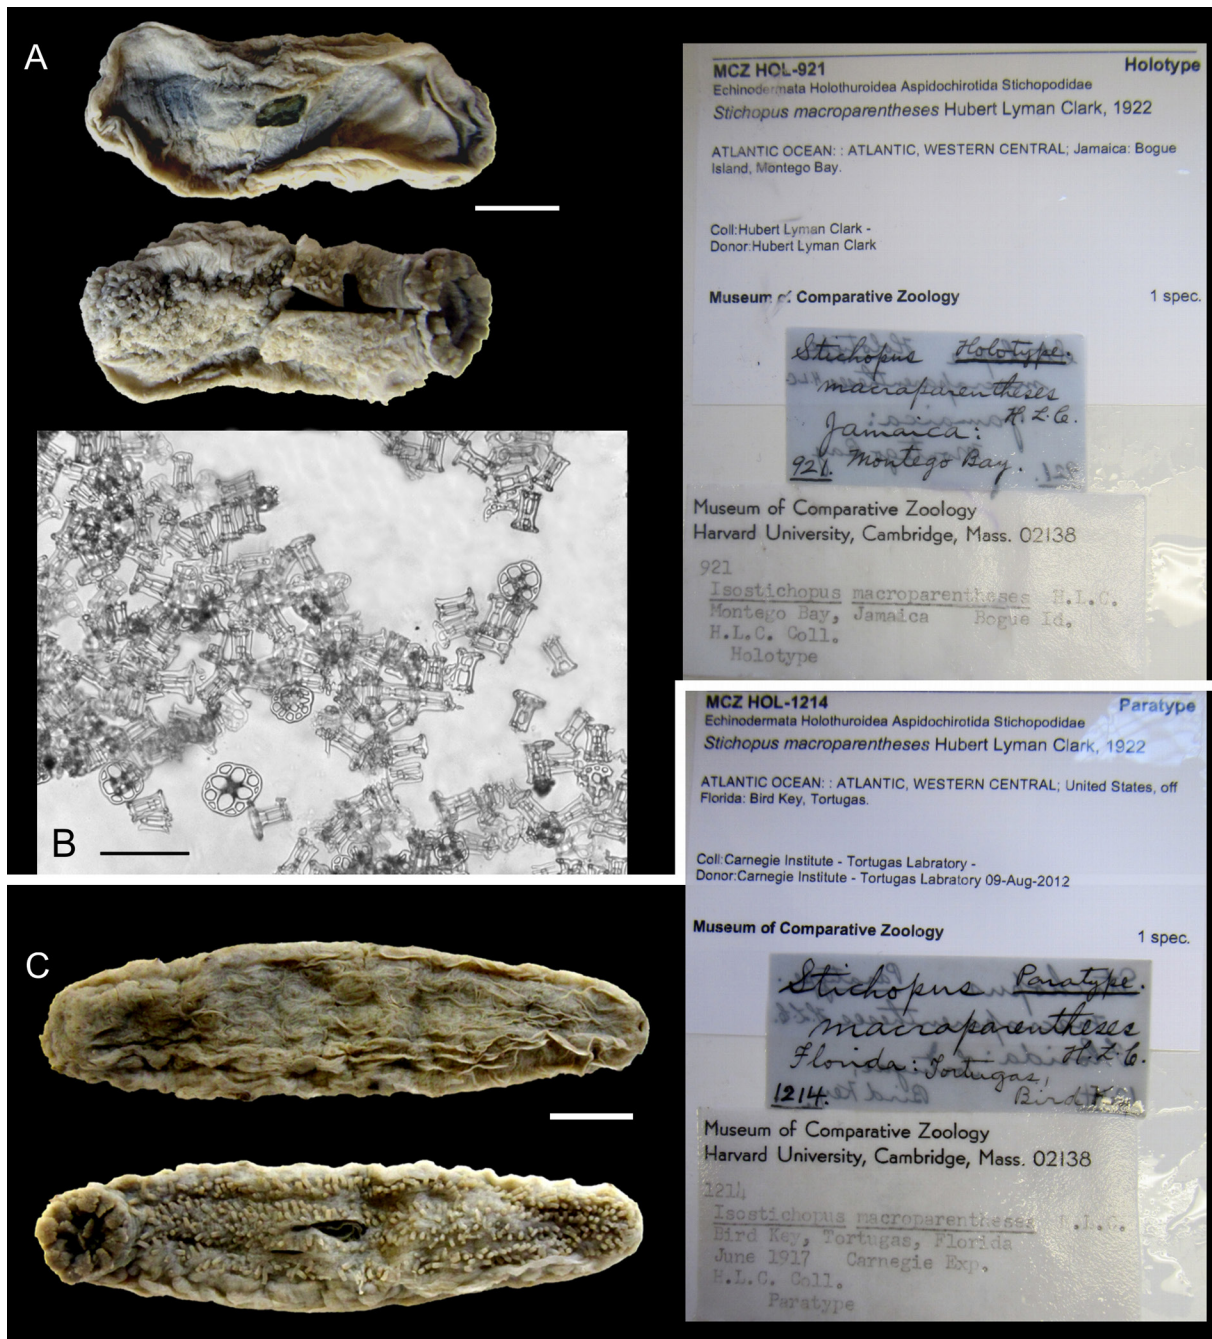 A
MCZ HOL-921
Holotype
Echinodermata Holothuroidea Aspidochirotida Stichopodidae
Stichopus macroparentheses Hubert Lyman Clark, 1922
ATLANTIC OCEAN: : ATLANTIC, WESTERN CENTRAL; Jamaica: Bogue
Island, Montego Bay.
Coll:Hubert Lyman Clark -
Donor:Hubert Lyman Clark
Museum of Comparative Zoology
1 spec.
Stichopus Holotype.
macraparentheses
H.L.C.
Jamaica:
921. Montego Bay.
Museum of Comparative Zoology
Harvard University, Cambridge, Mass. 02138
921
Isostichopus macroparentheses H.L.C.
Montego Bay, Jamaica Bogue Id.
H.L.C. Coll.
Holotype
B
MCZ HOL-1214
Paratype
Echinodermata Holothuroidea Aspidochirotida Stichopodidae
Stichopus macroparentheses Hubert Lyman Clark, 1922
ATLANTIC OCEAN: : ATLANTIC, WESTERN CENTRAL; United States, off
Florida: Bird Key, Tortugas.
Coll:Carnegie Institute - Tortugas Labratory -
Donor:Carnegie Institute - Tortugas Labratory 09-Aug-2012
Museum of Comparative Zoology
1 spec.
Stichopus Paratype.
macraparentheses
H.L.C.
Florida: Tortugas,
1214. Bird
Museum of Comparative Zoology
Harvard University, Cambridge, Mass. 02138
1214
Isostichopus macroparentheses H.L.C.
Bird Key, Tortugas, Florida
June 1917 Carnegie Exp.
H.L.C. Coll.
Paratype
C